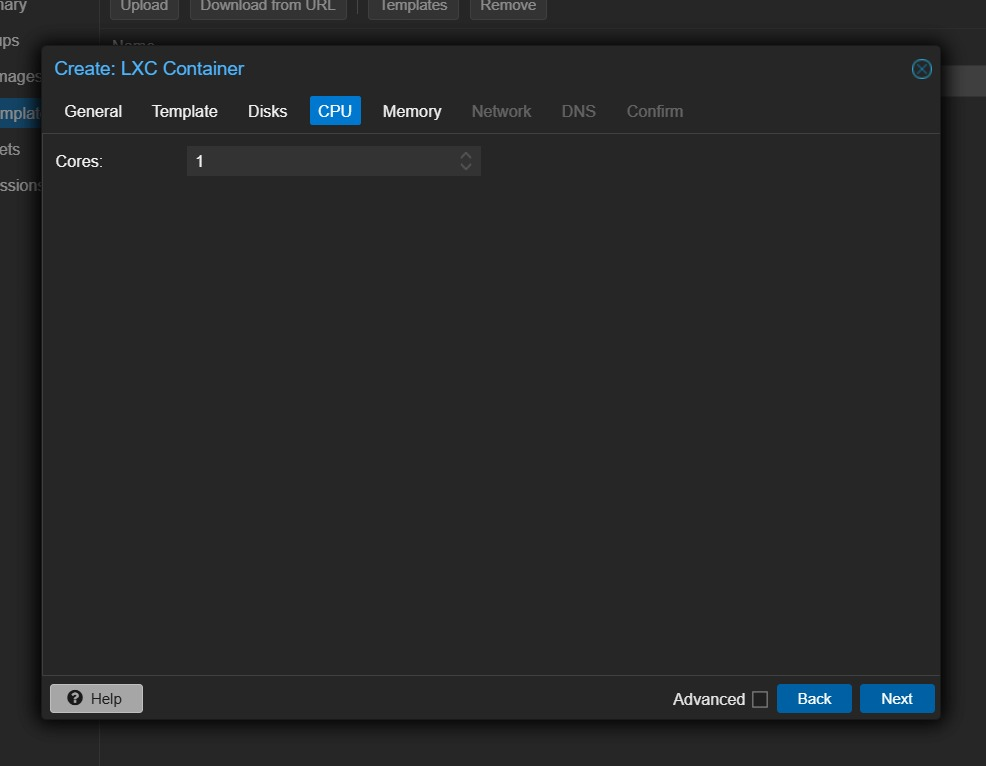 Upload Download from URL Templates Remove
Name
Create: LXC Container
General Template Disks CPU Memory Network DNS Confirm
Cores: 1
Help Advanced Back Next